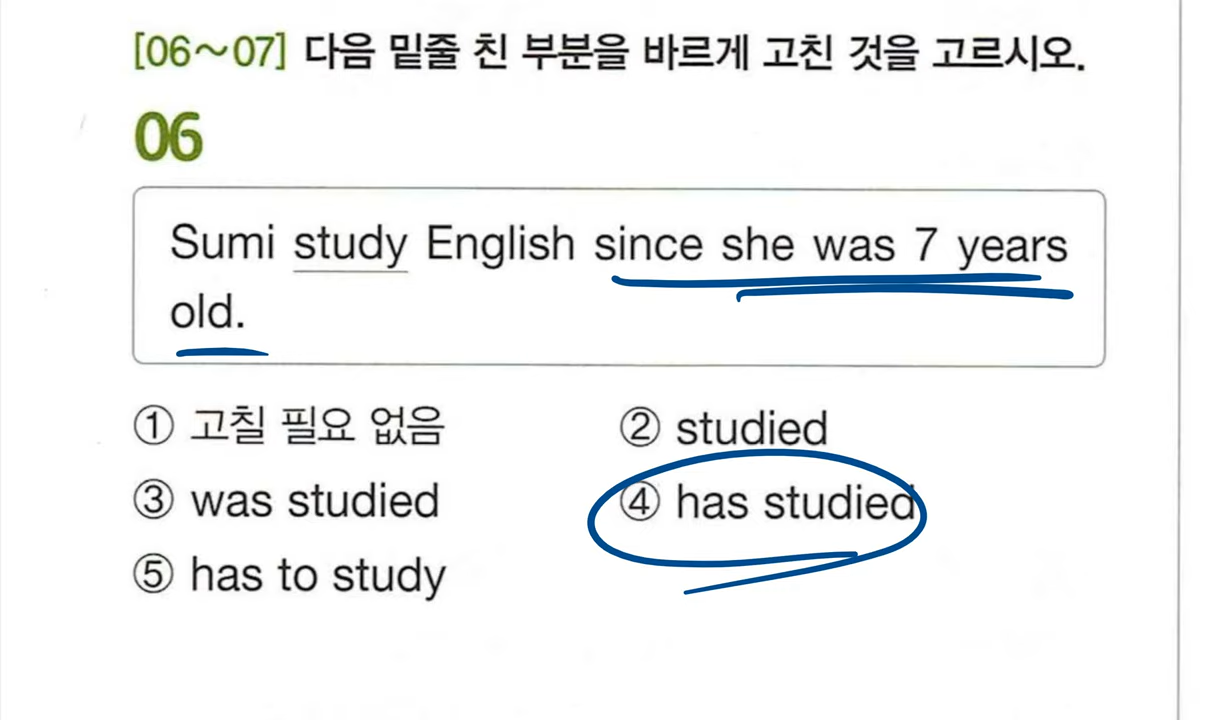 [06~07] 다음 밑줄 친 부분을 바르게 고친 것을 고르시오.
06
Sumi study English since she was 7 years
old.
① 고칠 필요 없음
② studied
③ was studied
④ has studied
⑤ has to study